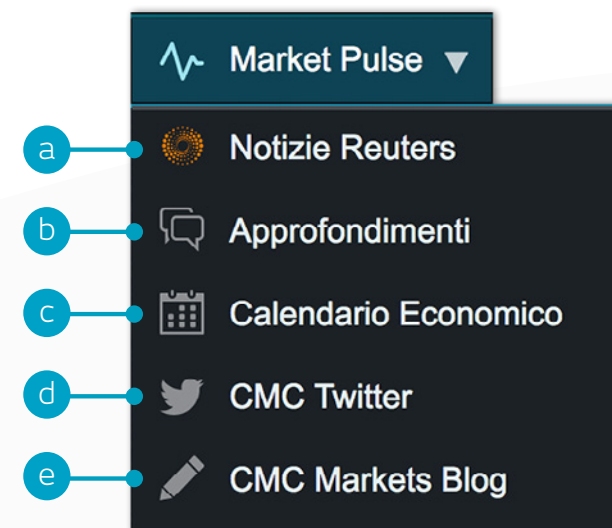 Market Pulse ▼
a Notizie Reuters
b Approfondimenti
c Calendario Economico
d CMC Twitter
e CMC Markets Blog